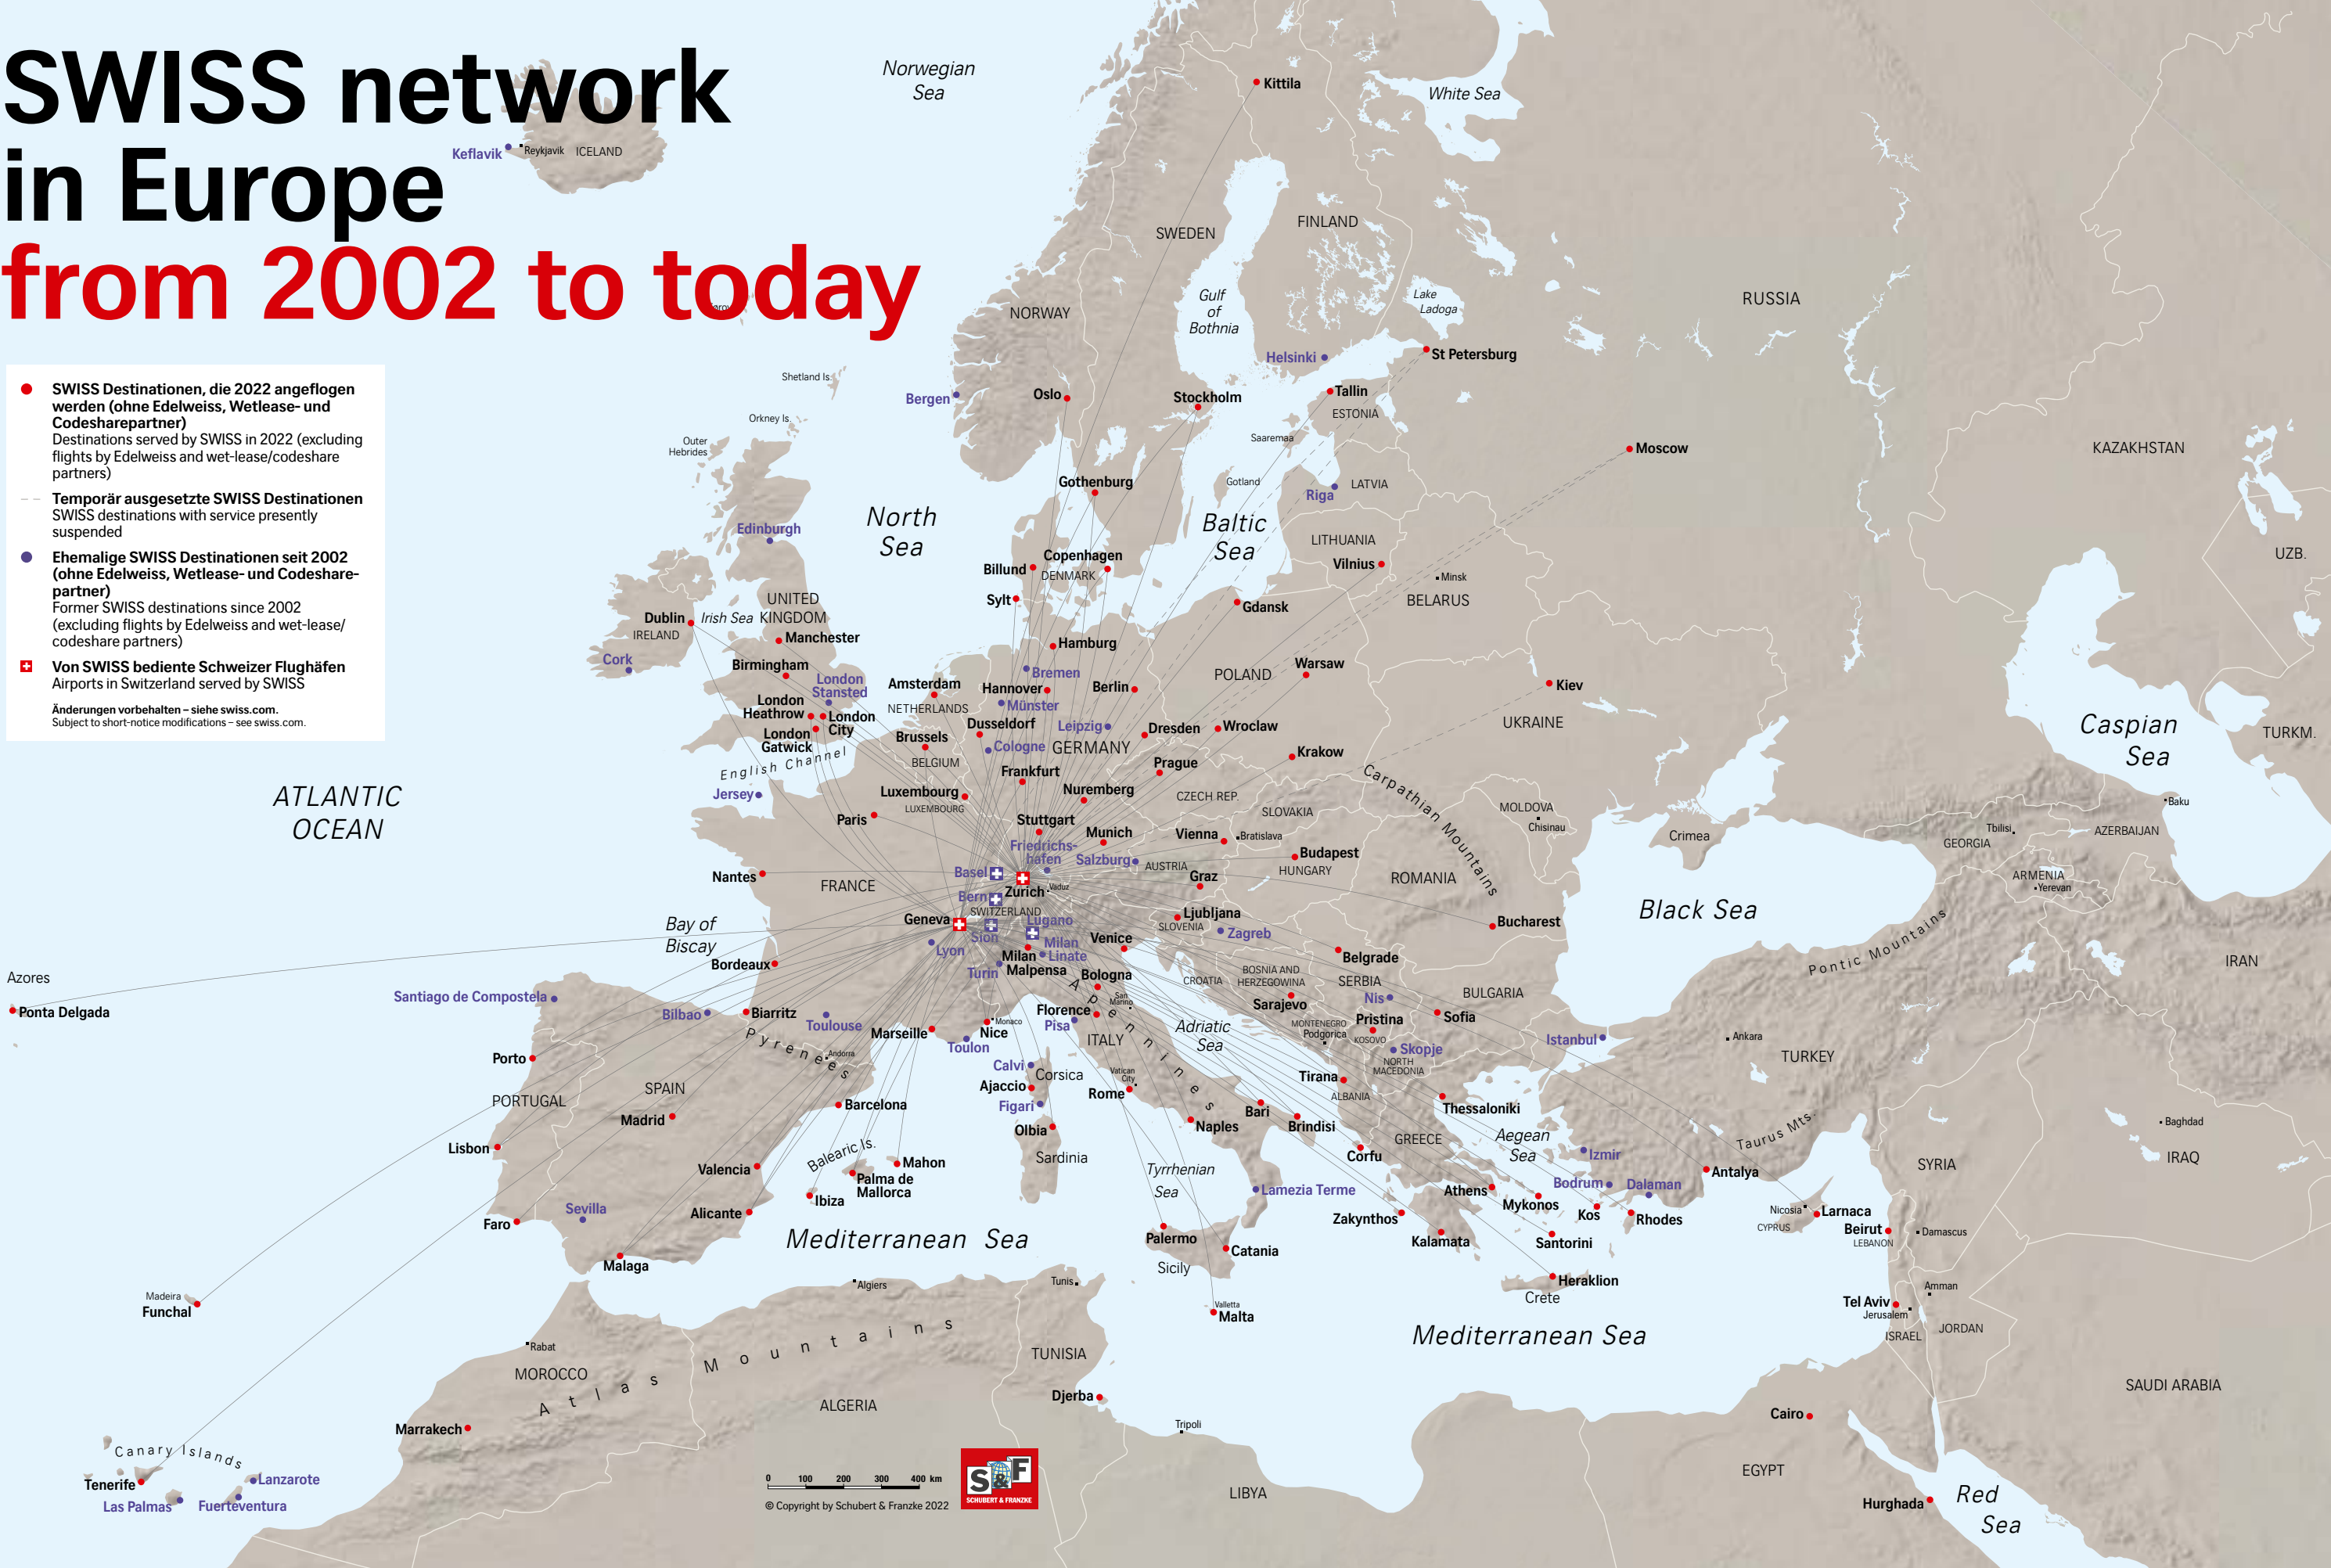 SWISS network
in Europe
from 2002 to today
SWISS Destinationen, die 2022 angeflogen
werden (ohne Edelweiss, Wetlease- und
Codesharepartner)
Destinations served by SWISS in 2022 (excluding
flights by Edelweiss and wet-lease/codeshare
partners)
Temporär ausgesetzte SWISS Destinationen
SWISS destinations with service presently
suspended
Ehemalige SWISS Destinationen seit 2002
(ohne Edelweiss, Wetlease- und Codeshare-
partner)
Former SWISS destinations since 2002
(excluding flights by Edelweiss and wet-lease/
codeshare partners)
Von SWISS bediente Schweizer Flughäfen
Airports in Switzerland served by SWISS
Änderungen vorbehalten – siehe swiss.com.
Subject to short-notice modifications – see swiss.com.
Norwegian
Sea
White Sea
Kittila
Keflavik
Reykjavik
ICELAND
SWEDEN
FINLAND
NORWAY
Gulf
of
Bothnia
Lake
Ladoga
RUSSIA
Helsinki
St Petersburg
Shetland Is.
Orkney Is.
Outer
Hebrides
Bergen
Oslo
Stockholm
Tallin
ESTONIA
Saaremaa
Moscow
KAZAKHSTAN
Gothenburg
Gotland
Riga
LATVIA
North
Sea
Baltic
Sea
Edinburgh
LITHUANIA
Vilnius
Minsk
BELARUS
UZB.
Copenhagen
Billund
DENMARK
Sylt
Gdansk
UNITED
KINGDOM
Dublin
Irish Sea
IRELAND
Manchester
Cork
Birmingham
London
Stansted
London
Heathrow
London
City
London
Gatwick
English Channel
Jersey
Hamburg
Bremen
Amsterdam
NETHERLANDS
Hannover
Münster
Berlin
POLAND
Warsaw
Kiev
UKRAINE
Dusseldorf
Leipzig
Dresden
Wroclaw
Brussels
BELGIUM
Cologne
GERMANY
Krakow
Frankfurt
Prague
Luxembourg
LUXEMBOURG
Nuremberg
CZECH REP.
SLOVAKIA
Carpathian Mountains
MOLDOVA
Chisinau
Crimea
Caspian
Sea
TURKM.
Baku
Tbilisi
GEORGIA
AZERBAIJAN
ARMENIA
Yerevan
ATLANTIC
OCEAN
Paris
Stuttgart
Munich
Vienna
Bratislava
Friedrichs-
hafen
Salzburg
AUSTRIA
Budapest
HUNGARY
Nantes
FRANCE
Basel
Zurich
Vaduz
Bern
SWITZERLAND
Graz
ROMANIA
Bucharest
Black Sea
Geneva
Sion
Lugano
Ljubljana
SLOVENIA
Zagreb
Bay of
Biscay
Lyon
Milan
Linate
Milan
Malpensa
Venice
Turin
Belgrade
Bordeaux
Bologna
CROATIA
BOSNIA AND
HERZEGOWINA
SERBIA
Sarajevo
Nis
BULGARIA
Pontic Mountains
IRAN
Azores
Ponta Delgada
Santiago de Compostela
Bilbao
Biarritz
Toulouse
Marseille
Nice
Monaco
Toulon
Florence
Pisa
San
Marino
Apennines
ITALY
Adriatic
Sea
MONTENEGRO
Podgorica
Pristina
KOSOVO
Sofia
Skopje
NORTH
MACEDONIA
Istanbul
Ankara
TURKEY
Pyrenees
Andorra
Porto
SPAIN
PORTUGAL
Madrid
Barcelona
Calvi
Corsica
Ajaccio
Figari
Olbia
Sardinia
Vatican
City
Rome
Naples
Bari
Brindisi
Tirana
ALBANIA
Thessaloniki
GREECE
Corfu
Aegean
Sea
Izmir
Taurus Mts.
Baghdad
IRAQ
SYRIA
Lisbon
Valencia
Balearic Is.
Mahon
Palma de
Mallorca
Ibiza
Alicante
Tyrrhenian
Sea
Lamezia Terme
Athens
Mykonos
Bodrum
Dalaman
Antalya
Kos
Rhodes
Nicosia
Larnaca
CYPRUS
Beirut
LEBANON
Damascus
Sevilla
Faro
Malaga
Mediterranean Sea
Palermo
Catania
Sicily
Zakynthos
Kalamata
Santorini
Heraklion
Crete
Amman
Tel Aviv
Jerusalem
ISRAEL
JORDAN
Madeira
Funchal
Algiers
Tunis
Valletta
Malta
Mediterranean Sea
Rabat
MOROCCO
Atlas Mountains
TUNISIA
Djerba
ALGERIA
Tripoli
Cairo
SAUDI ARABIA
Marrakech
Canary Islands
Tenerife
Las Palmas
Lanzarote
Fuerteventura
LIBYA
EGYPT
Hurghada
Red
Sea
0 100 200 300 400 km
© Copyright by Schubert & Franzke 2022
S&F
SCHUBERT & FRANZKE